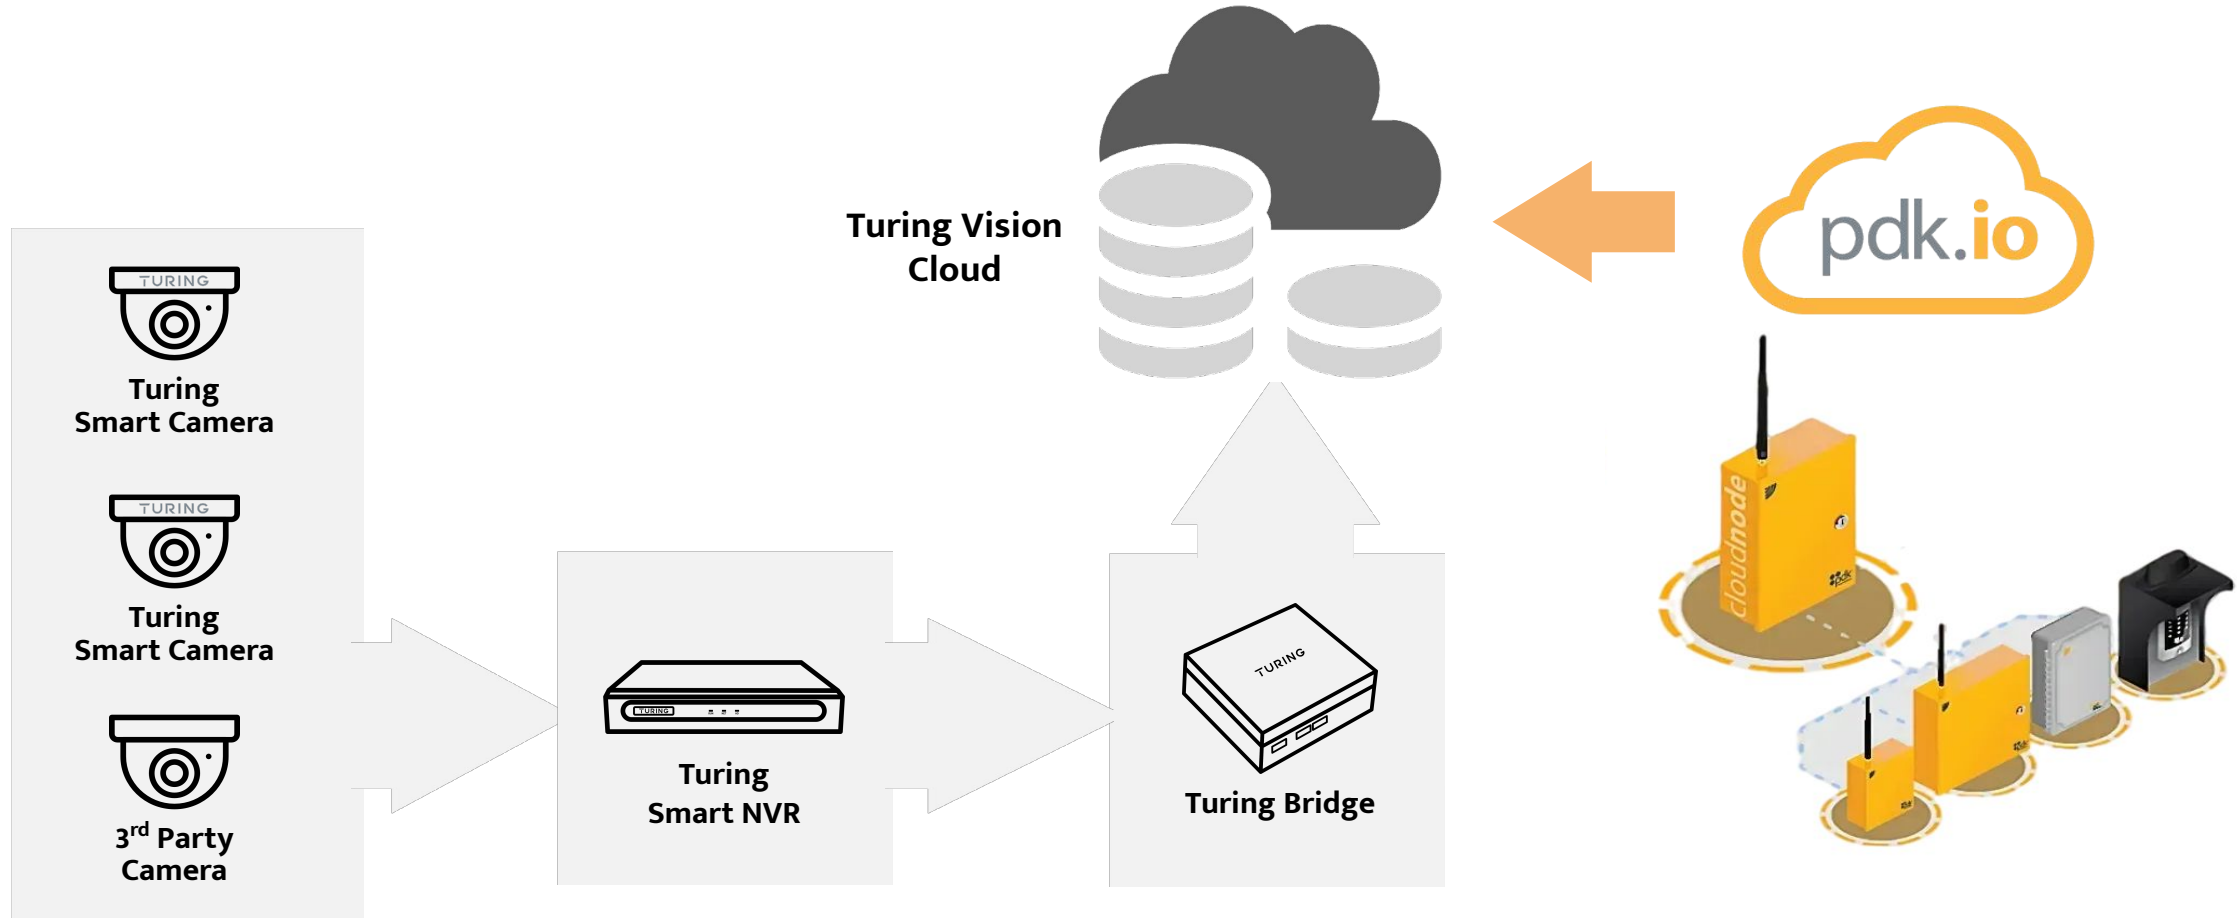 TURING
Turing
Smart Camera
TURING
Turing
Smart Camera
3rd Party
Camera
TURING
Turing
Smart NVR
TURING
Turing Bridge
Turing Vision
Cloud
pdk.io
cloudnode
pdk